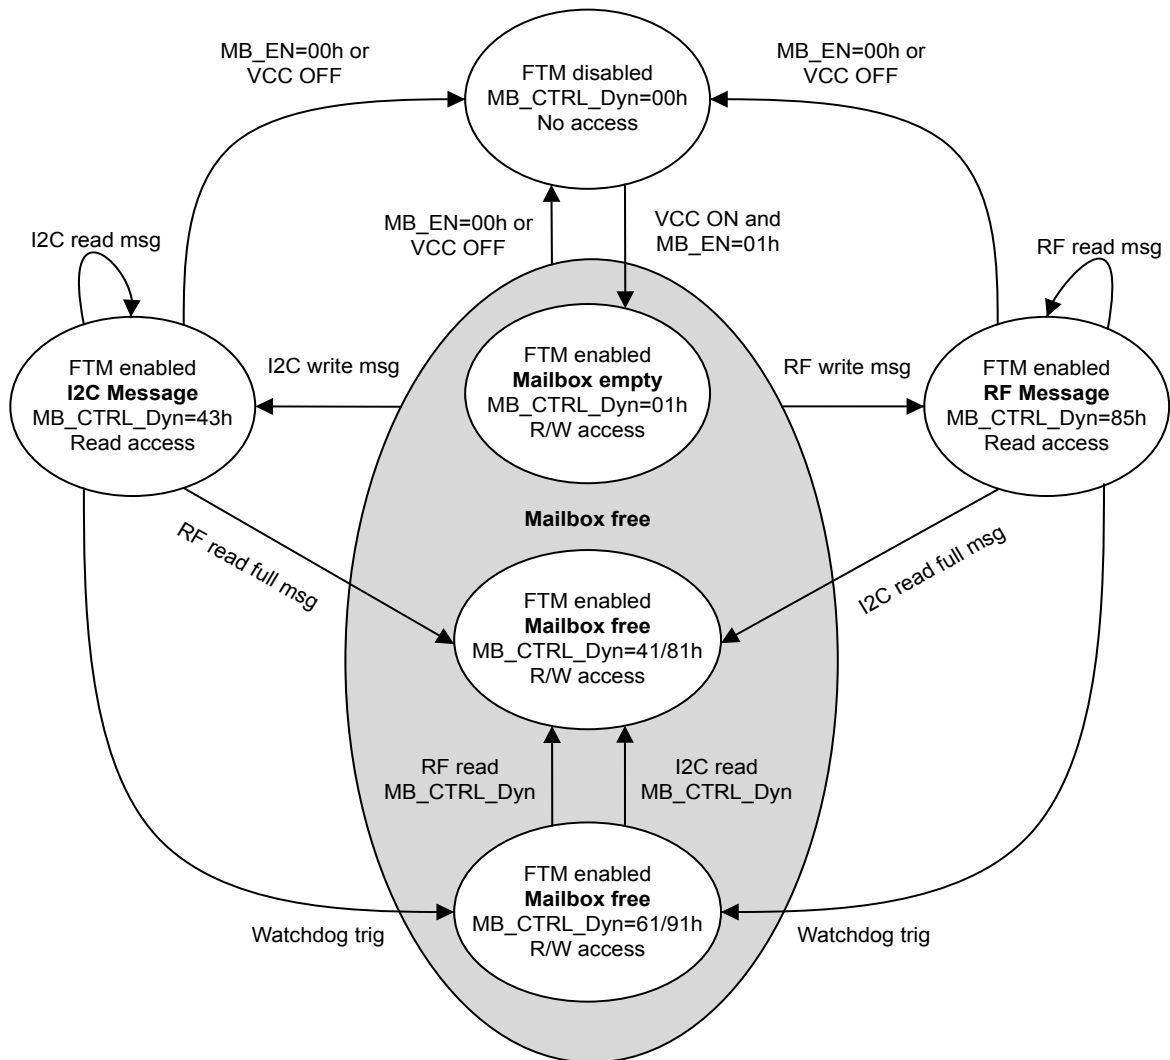 MB_EN=00h or
VCC OFF
FTM disabled
MB_CTRL_Dyn=00h
No access
MB_EN=00h or
VCC OFF
MB_EN=00h or
VCC OFF
VCC ON and
MB_EN=01h
I2C read msg
RF read msg
FTM enabled
I2C Message
MB_CTRL_Dyn=43h
Read access
I2C write msg
FTM enabled
Mailbox empty
MB_CTRL_Dyn=01h
R/W access
RF write msg
FTM enabled
RF Message
MB_CTRL_Dyn=85h
Read access
Mailbox free
RF read full msg
I2C read full msg
FTM enabled
Mailbox free
MB_CTRL_Dyn=41/81h
R/W access
RF read
MB_CTRL_Dyn
I2C read
MB_CTRL_Dyn
FTM enabled
Mailbox free
MB_CTRL_Dyn=61/91h
R/W access
Watchdog trig
Watchdog trig